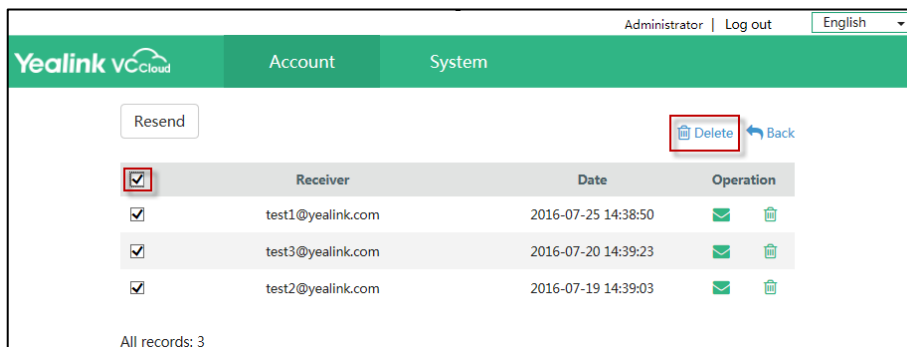 Administrator | Log out English
Yealink VCCloud Account System
Resend Delete Back
Receiver Date Operation
test1@yealink.com 2016-07-25 14:38:50
test3@yealink.com 2016-07-20 14:39:23
test2@yealink.com 2016-07-19 14:39:03
All records: 3